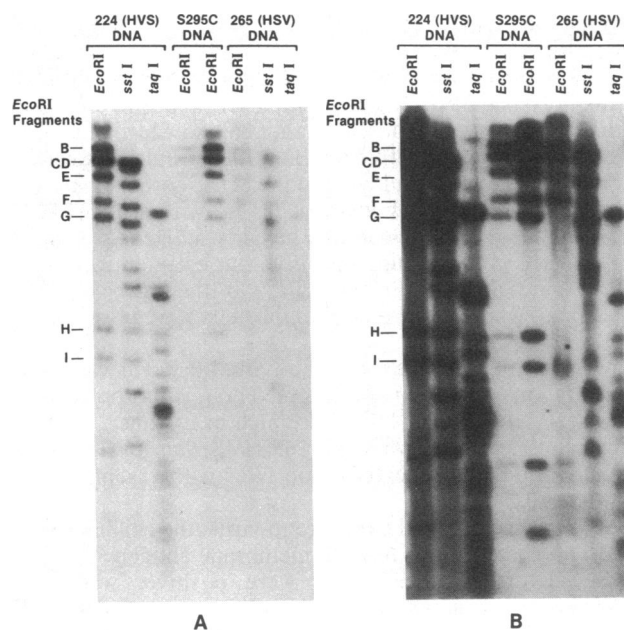 224 (HVS) S295C 265 (HSV)
DNA DNA DNA
EcoRI sst I taq I EcoRI EcoRI EcoRI sst I taq I
EcoRI
Fragments
B
CD
E
F
G
H
I
A
224 (HVS) S295C 265 (HSV)
DNA DNA DNA
EcoRI sst I taq I EcoRI EcoRI EcoRI sst I taq I
EcoRI
Fragments
B
CD
E
F
G
H
I
B